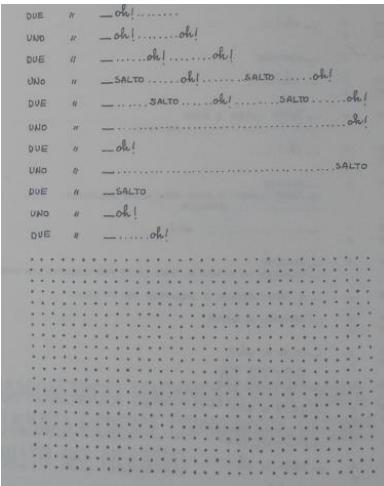 DUE " —oh!........
UNO " —oh!........oh!
DUE " —......oh!........oh!
UNO " —SALTO......oh!........SALTO......oh!
DUE " —......SALTO......oh!........SALTO......oh!
UNO " —..............................................oh!
DUE " —oh!
UNO " —..............................................SALTO
DUE " —SALTO
UNO " —oh!
DUE " —......oh!